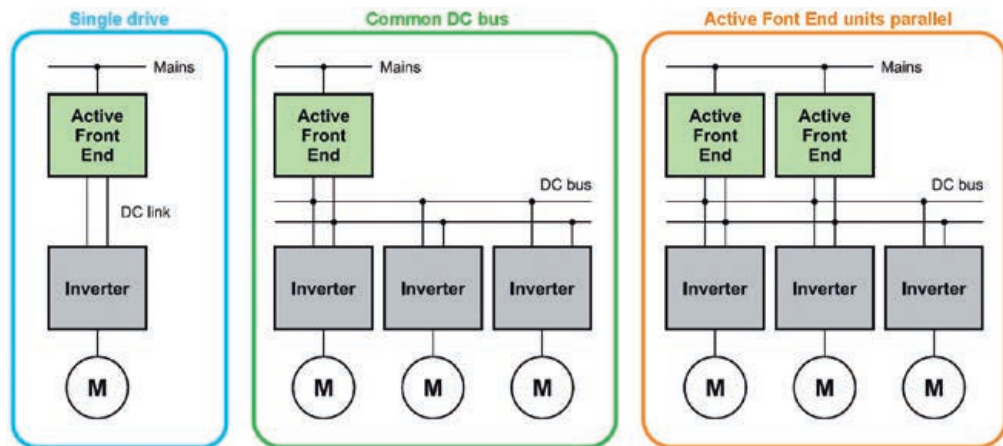 Single drive
Mains
Active
Front
End
DC link
Inverter
M
Common DC bus
Mains
Active
Front
End
DC bus
Inverter
Inverter
Inverter
M
M
M
Active Font End units parallel
Mains
Active
Front
End
Active
Front
End
DC bus
Inverter
Inverter
Inverter
M
M
M